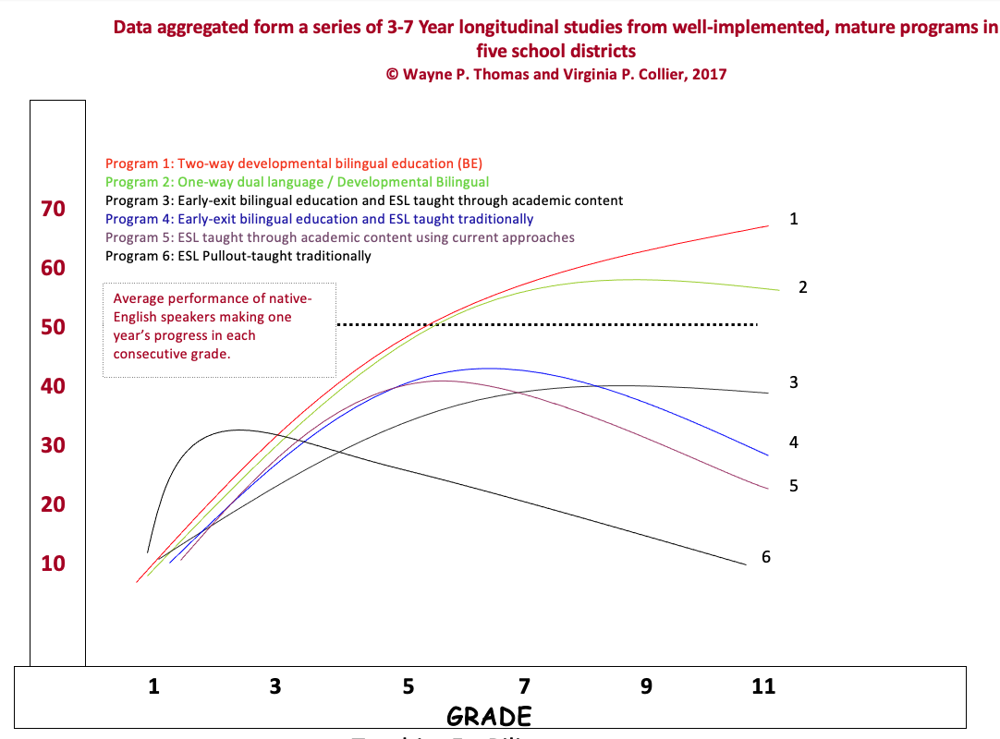 Data aggregated form a series of 3-7 Year longitudinal studies from well-implemented, mature programs in
five school districts
© Wayne P. Thomas and Virginia P. Collier, 2017
Program 1: Two-way developmental bilingual education (BE)
Program 2: One-way dual language / Developmental Bilingual
Program 3: Early-exit bilingual education and ESL taught through academic content
Program 4: Early-exit bilingual education and ESL taught traditionally
Program 5: ESL taught through academic content using current approaches
Program 6: ESL Pullout-taught traditionally
70
60
50
40
30
20
10
Average performance of native-
English speakers making one
year's progress in each
consecutive grade.
1
2
3
4
5
6
1 3 5 7 9 11
GRADE